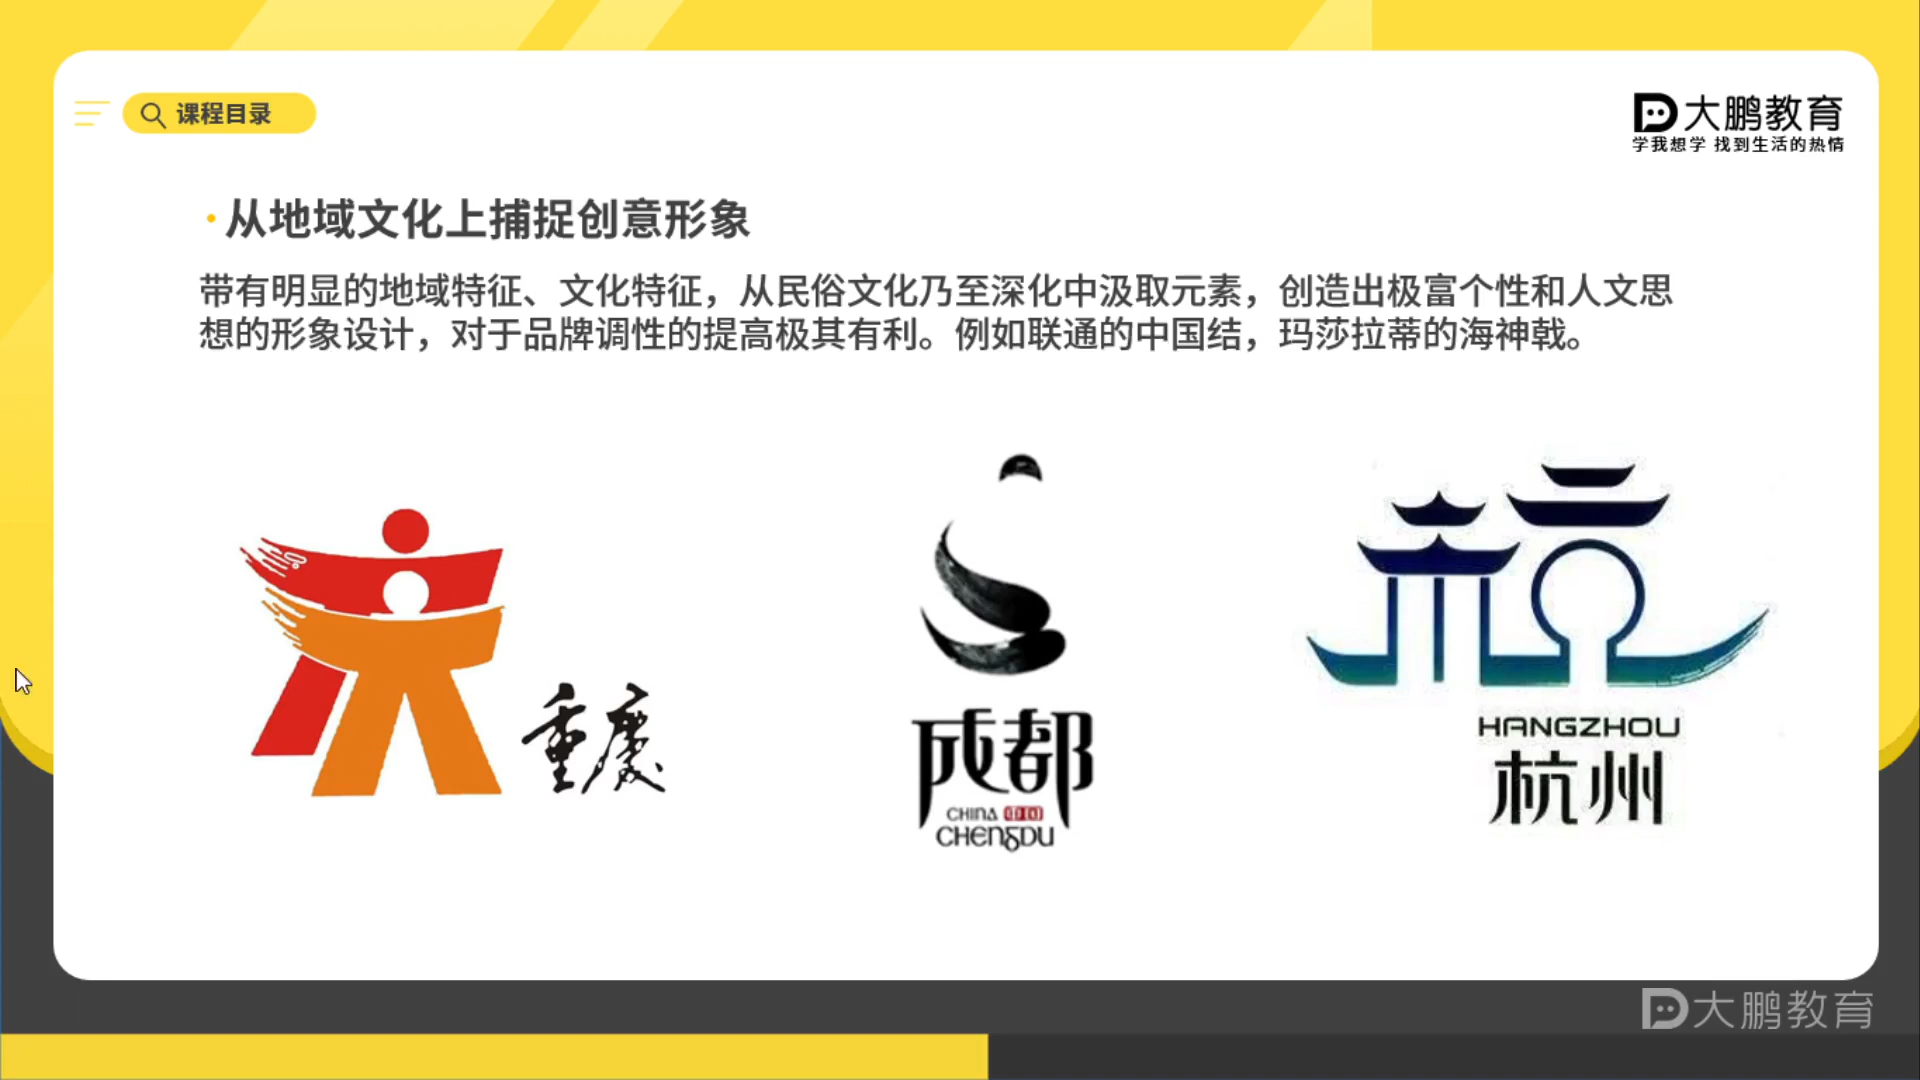 课程目录
大鹏教育
学我想学 找到生活的热情
·从地域文化上捕捉创意形象
带有明显的地域特征、文化特征，从民俗文化乃至深化中汲取元素，创造出极富个性和人文思
想的形象设计，对于品牌调性的提高极其有利。例如联通的中国结，玛莎拉蒂的海神戟。
重慶
成都
CHINA 中国
CHENGDU
杭
HANGZHOU
杭州
大鹏教育